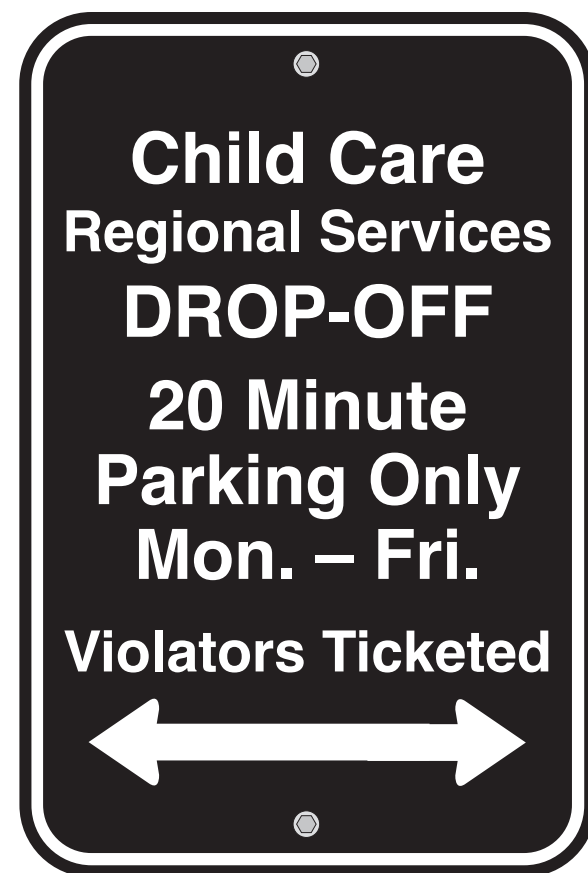 Child Care
Regional Services
DROP-OFF
20 Minute
Parking Only
Mon. – Fri.
Violators Ticketed